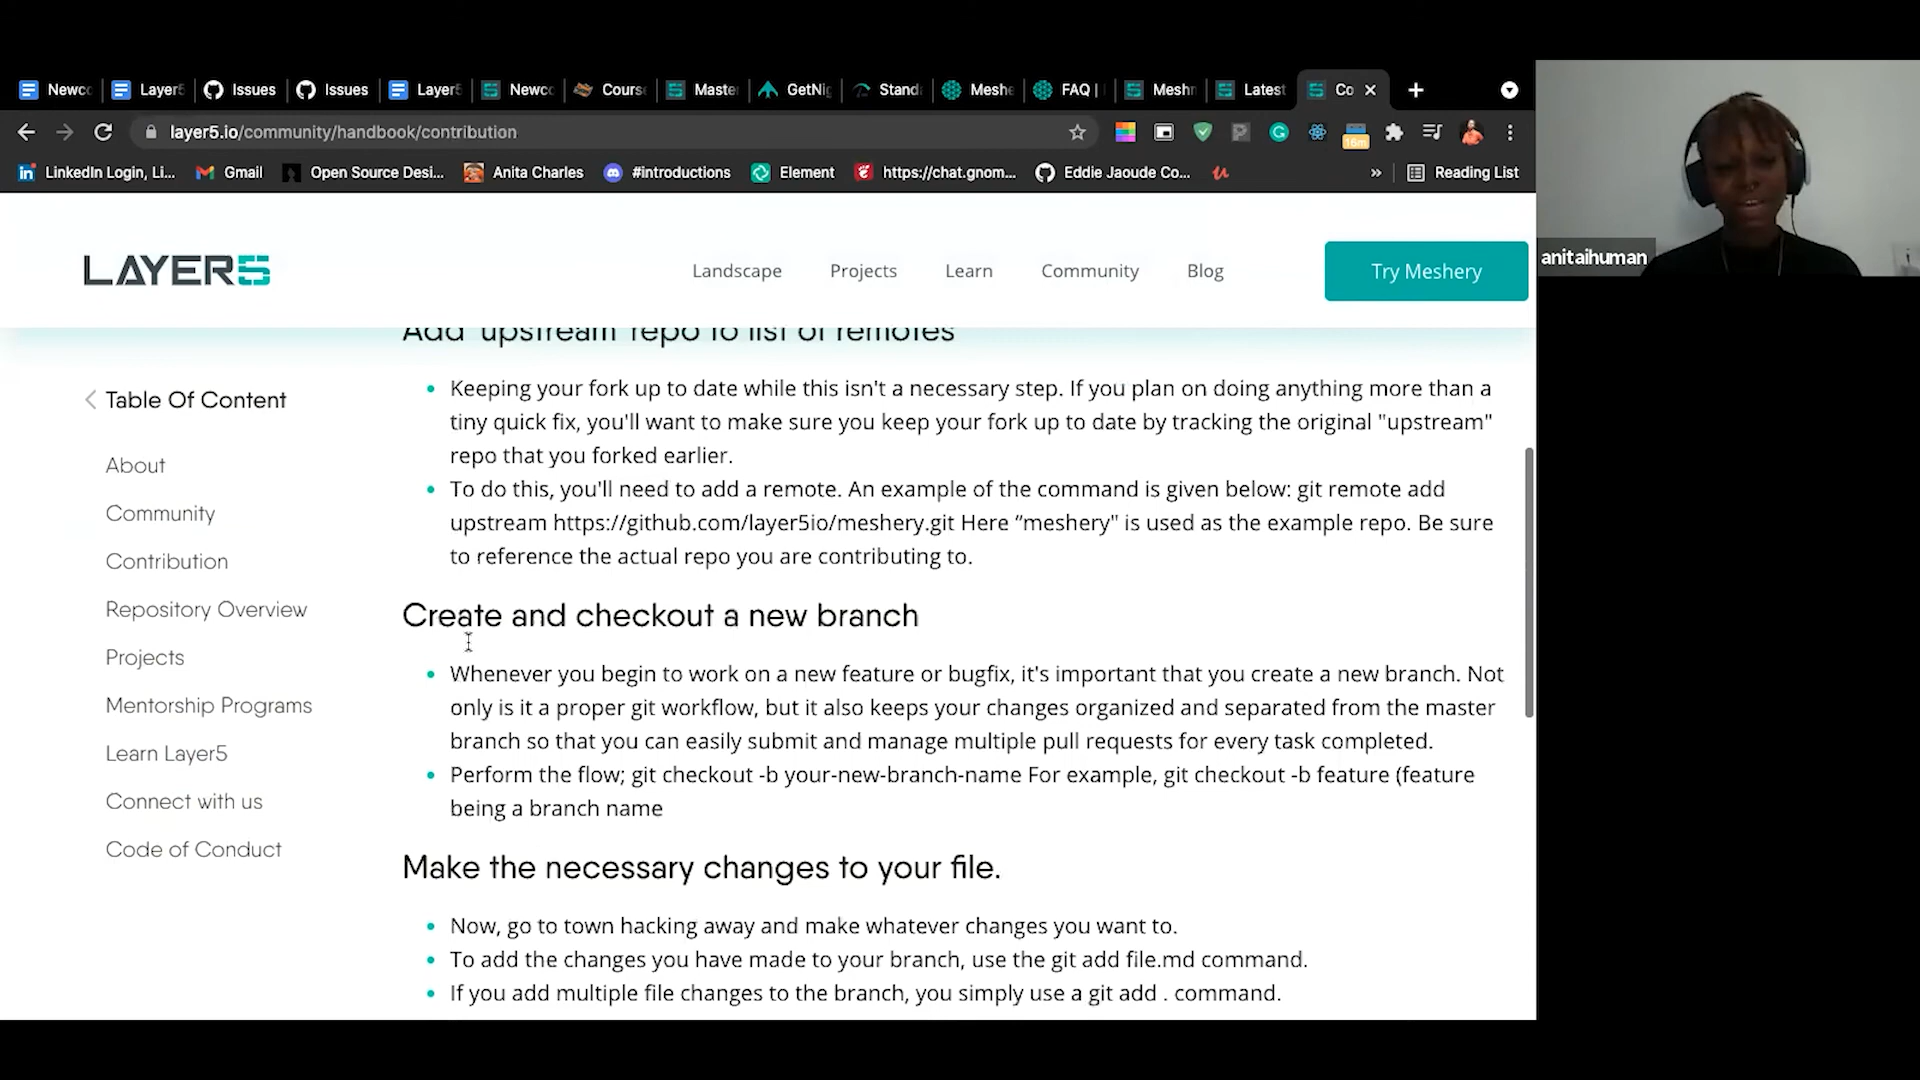 Newcc
Layer5
Issues
Issues
Layer5
Newcc
Course
Master
GetNig
Stand
Meshe
FAQ |
Meshr
Latest
Co
layer5.io/community/handbook/contribution
16m
LinkedIn Login, Li...
Gmail
Open Source Desi...
Anita Charles
#introductions
Element
https://chat.gnom...
Eddie Jaoude Co...
»
Reading List
LAYER5
Landscape
Projects
Learn
Community
Blog
Try Meshery
anitaihuman
Add 'upstream' repo to list of remotes
Table Of Content
About
Community
Contribution
Repository Overview
Projects
Mentorship Programs
Learn Layer5
Connect with us
Code of Conduct
Keeping your fork up to date while this isn't a necessary step. If you plan on doing anything more than a
tiny quick fix, you'll want to make sure you keep your fork up to date by tracking the original "upstream"
repo that you forked earlier.
To do this, you'll need to add a remote. An example of the command is given below: git remote add
upstream https://github.com/layer5io/meshery.git Here ”meshery" is used as the example repo. Be sure
to reference the actual repo you are contributing to.
Create and checkout a new branch
Whenever you begin to work on a new feature or bugfix, it's important that you create a new branch. Not
only is it a proper git workflow, but it also keeps your changes organized and separated from the master
branch so that you can easily submit and manage multiple pull requests for every task completed.
Perform the flow; git checkout -b your-new-branch-name For example, git checkout -b feature (feature
being a branch name
Make the necessary changes to your file.
Now, go to town hacking away and make whatever changes you want to.
To add the changes you have made to your branch, use the git add file.md command.
If you add multiple file changes to the branch, you simply use a git add . command.